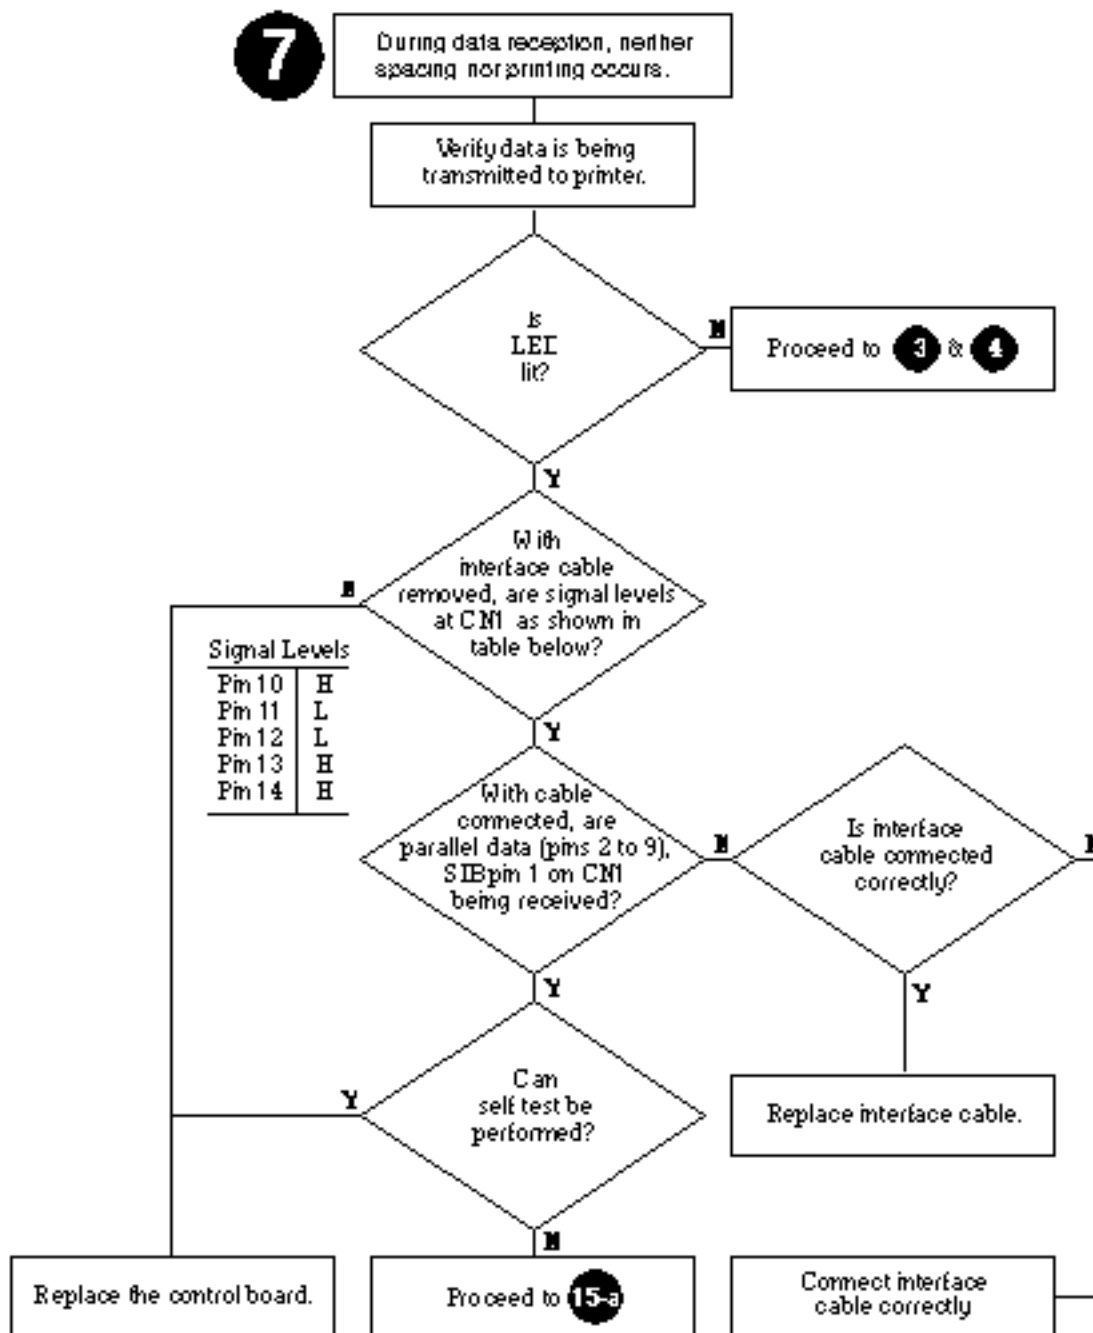 7
During data reception, neither
spacing nor printing occurs.
Verify data is being
transmitted to printer.
Is
LED
lit?
N
Proceed to 3 & 4
Y
With
interface cable
removed, are signal levels
at CN1 as shown in
table below?
N
Signal Levels
Pin 10 H
Pin 11 L
Pin 12 L
Pin 13 H
Pin 14 H
Y
With cable
connected, are
parallel data (pins 2 to 9),
STB pin 1 on CN1
being received?
N
Is interface
cable connected
correctly?
N
Y
Y
Can
self test be
performed?
Y
Replace interface cable.
N
Replace the control board.
Proceed to 15-a
Connect interface
cable correctly